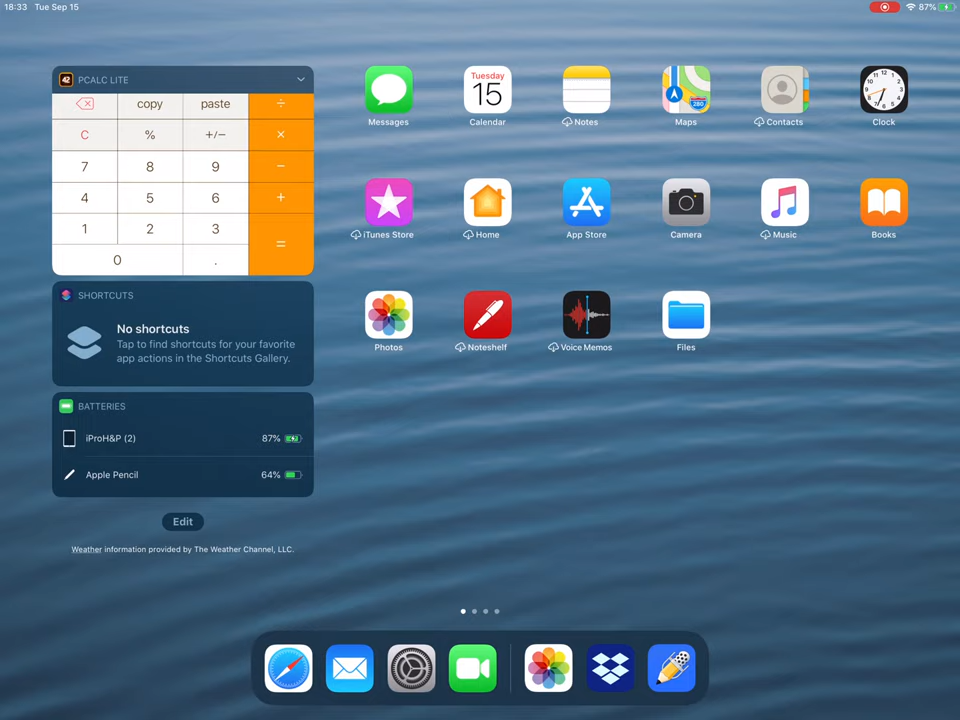 18:33 Tue Sep 15
87%
42 PCALC LITE
copy paste ÷
C % +/− ×
7 8 9 −
4 5 6 +
1 2 3 =
0 .
SHORTCUTS
No shortcuts
Tap to find shortcuts for your favorite
app actions in the Shortcuts Gallery.
BATTERIES
iProH&P (2) 87%
Apple Pencil 64%
Edit
Weather information provided by The Weather Channel, LLC.
Tuesday
15
280
Messages Calendar Notes Maps Contacts Clock
iTunes Store Home App Store Camera Music Books
Photos Noteshelf Voice Memos Files